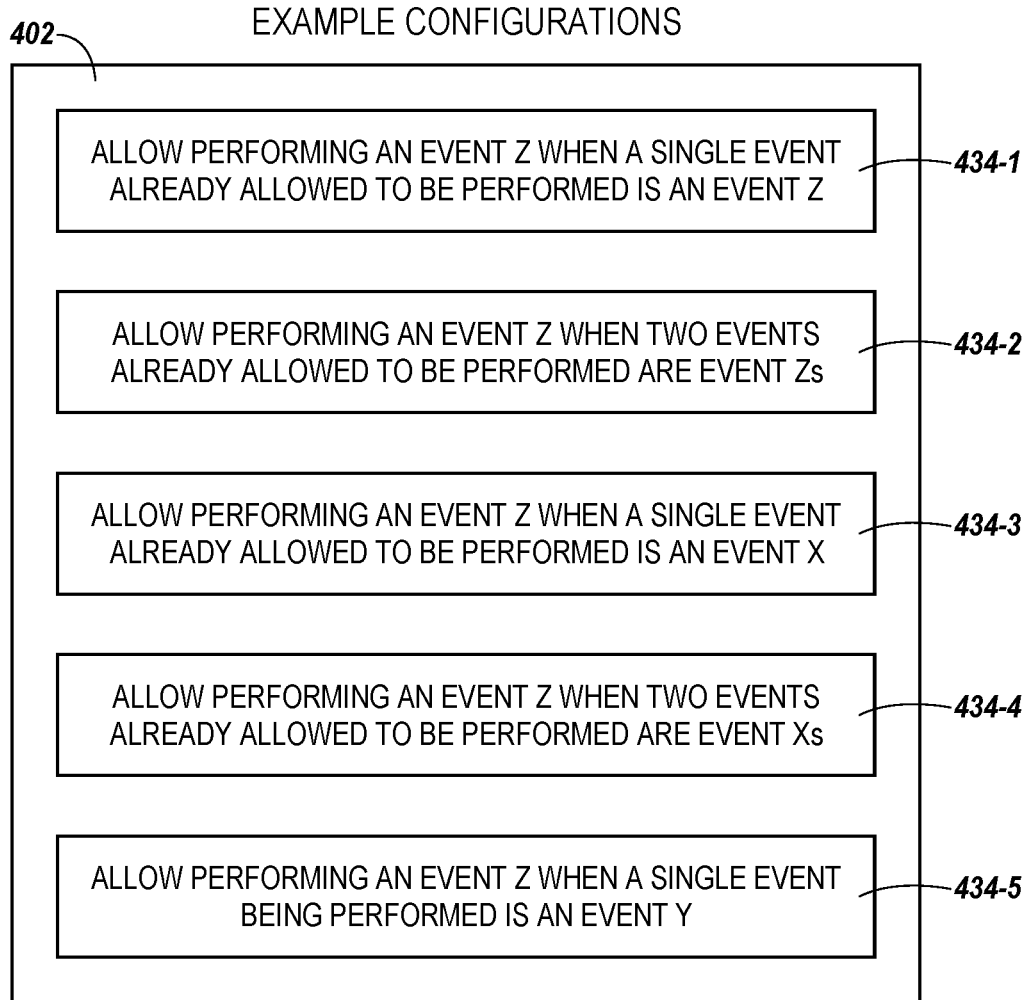 EXAMPLE CONFIGURATIONS
402
ALLOW PERFORMING AN EVENT Z WHEN A SINGLE EVENT
ALREADY ALLOWED TO BE PERFORMED IS AN EVENT Z
434-1
ALLOW PERFORMING AN EVENT Z WHEN TWO EVENTS
ALREADY ALLOWED TO BE PERFORMED ARE EVENT Zs
434-2
ALLOW PERFORMING AN EVENT Z WHEN A SINGLE EVENT
ALREADY ALLOWED TO BE PERFORMED IS AN EVENT X
434-3
ALLOW PERFORMING AN EVENT Z WHEN TWO EVENTS
ALREADY ALLOWED TO BE PERFORMED ARE EVENT Xs
434-4
ALLOW PERFORMING AN EVENT Z WHEN A SINGLE EVENT
BEING PERFORMED IS AN EVENT Y
434-5